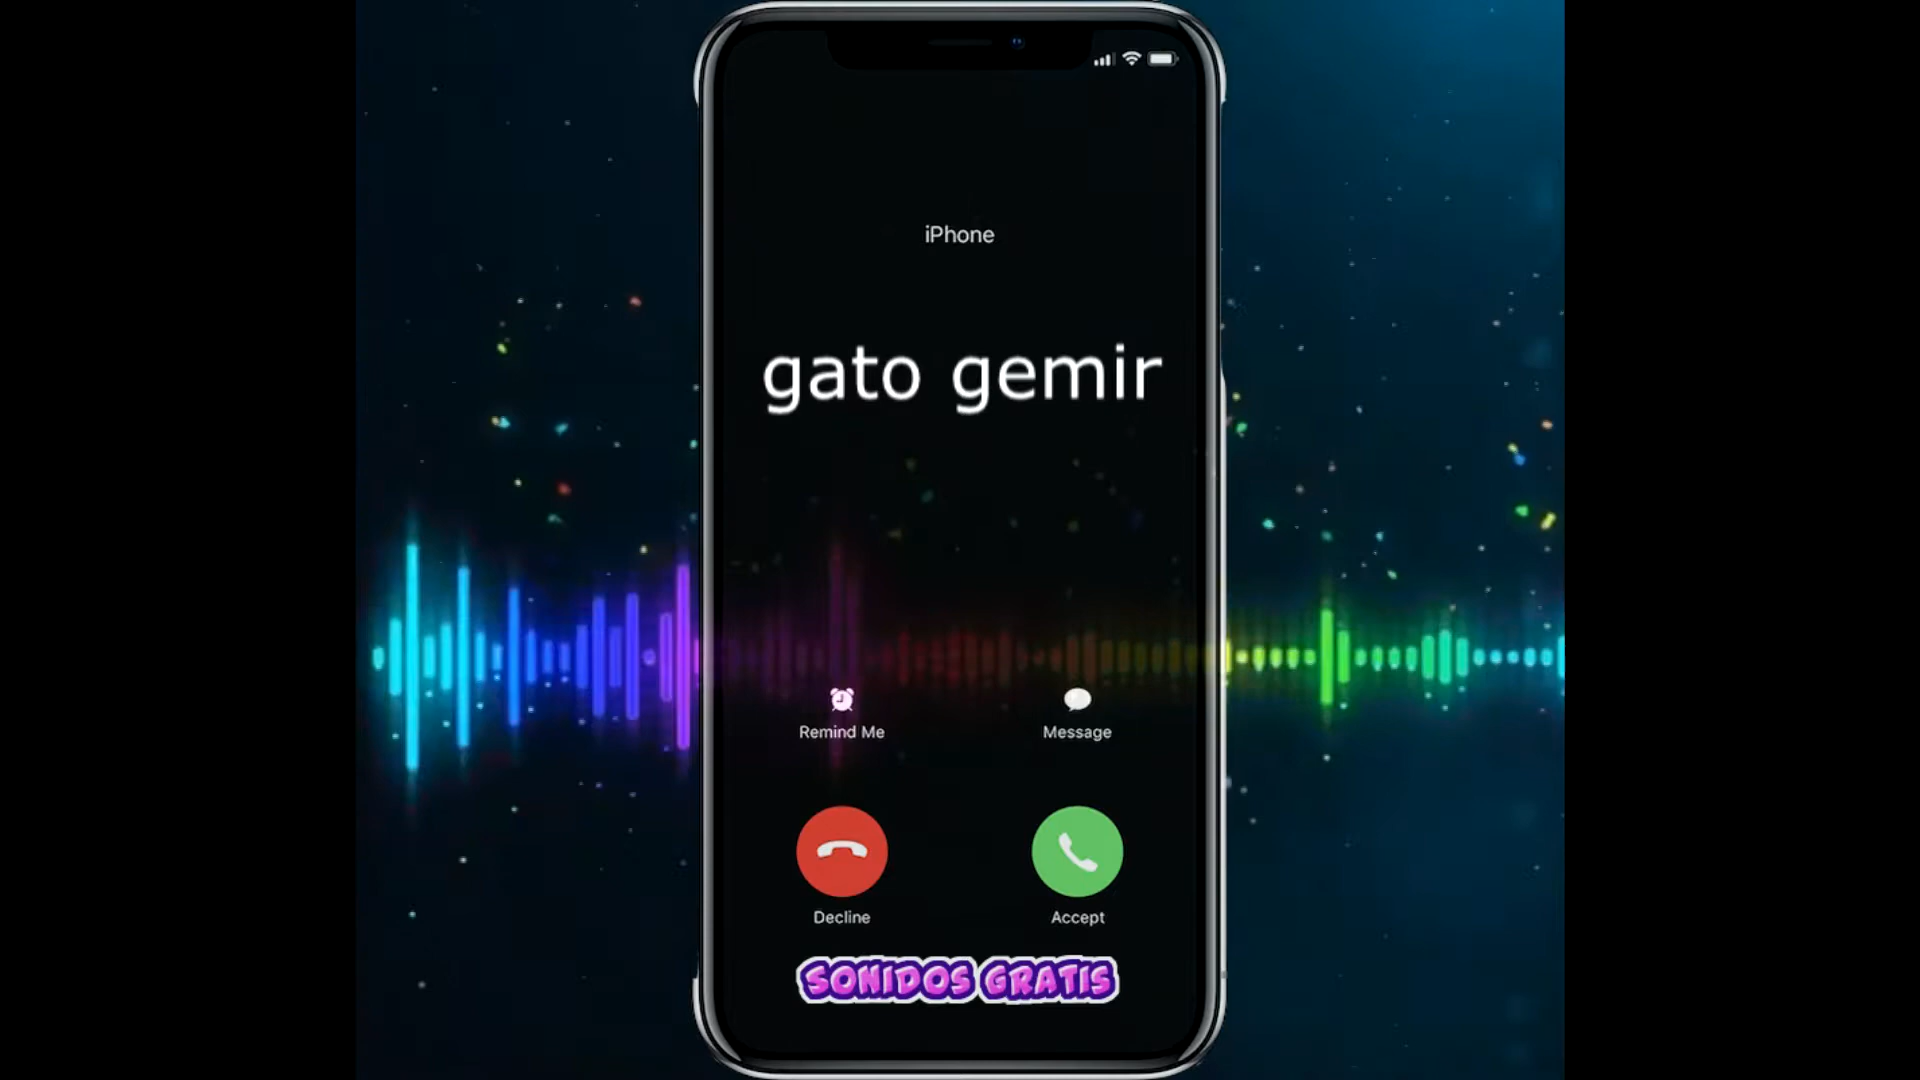 iPhone
gato gemir
Remind Me
Message
Decline
Accept
SONIDOS GRATIS